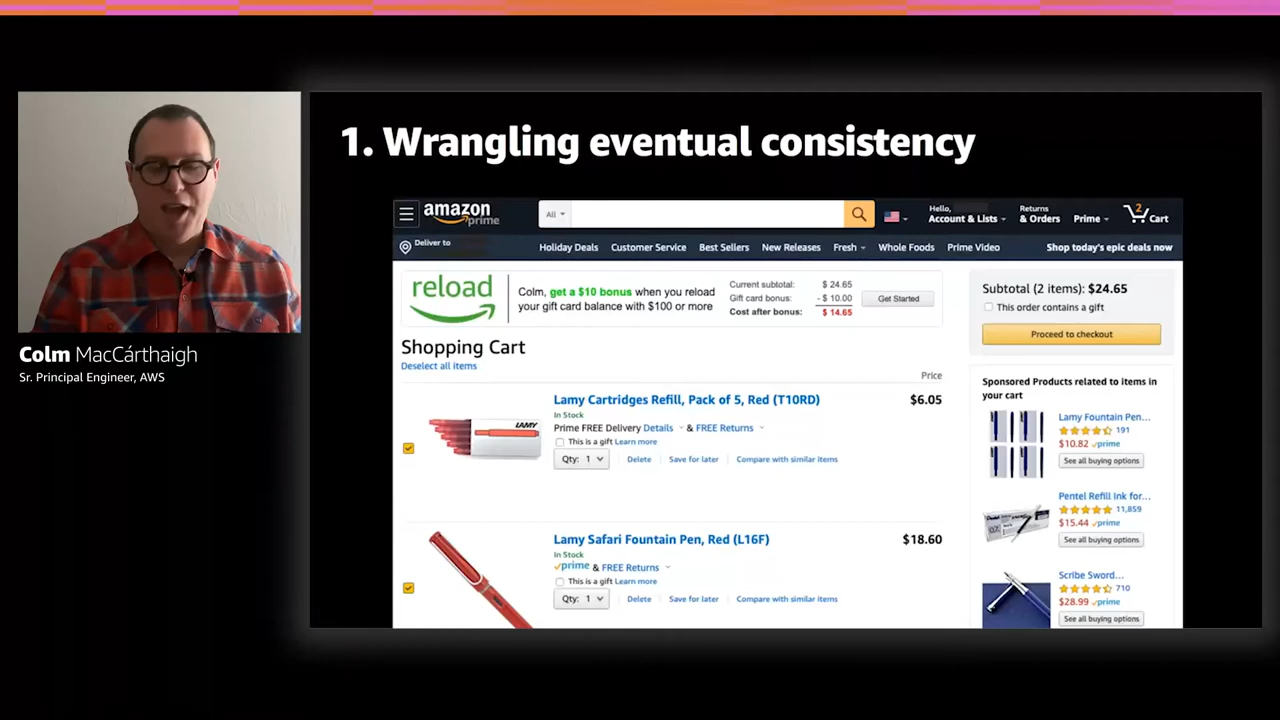 1. Wrangling eventual consistency
amazon prime
All
Hello,
Account & Lists
Returns
& Orders
Prime
2
Cart
Deliver to
Holiday Deals
Customer Service
Best Sellers
New Releases
Fresh
Whole Foods
Prime Video
Shop today's epic deals now
reload
Colm, get a $10 bonus when you reload
your gift card balance with $100 or more
Current subtotal: $ 24.65
Gift card bonus: - $ 10.00
Cost after bonus: $ 14.65
Get Started
Subtotal (2 items): $24.65
This order contains a gift
Proceed to checkout
Shopping Cart
Deselect all items
Price
LAMY
Lamy Cartridges Refill, Pack of 5, Red (T10RD)
$6.05
In Stock
Prime FREE Delivery Details & FREE Returns
This is a gift Learn more
Qty: 1
Delete
Save for later
Compare with similar items
Lamy Safari Fountain Pen, Red (L16F)
$18.60
In Stock
prime & FREE Returns
This is a gift Learn more
Qty: 1
Delete
Save for later
Compare with similar items
Sponsored Products related to items in
your cart
Lamy Fountain Pen...
191
$10.82 prime
See all buying options
Pentel Refill Ink for...
11,859
$15.44 prime
See all buying options
Scribe Sword...
710
$28.99 prime
See all buying options
Colm MacCárthaigh
Sr. Principal Engineer, AWS